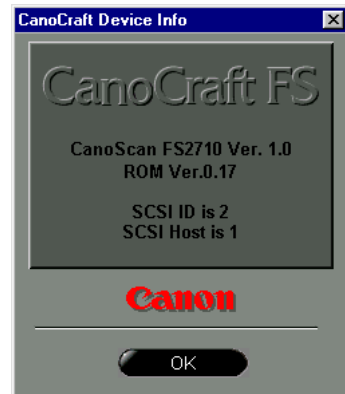 CanoCraft Device Info
CanoCraft FS
CanoScan FS2710 Ver. 1.0
ROM Ver.0.17
SCSI ID is 2
SCSI Host is 1
Canon
OK